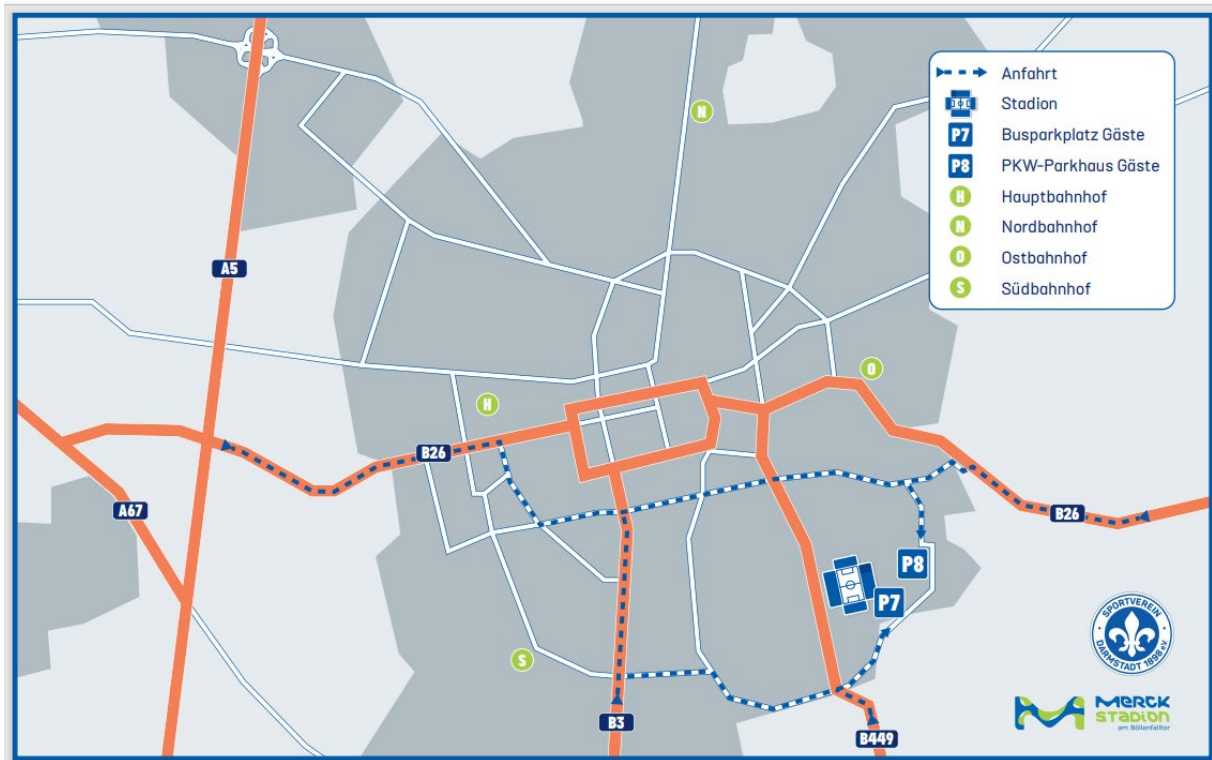 Anfahrt
Stadion
P7 Busparkplatz Gäste
P8 PKW-Parkhaus Gäste
H Hauptbahnhof
N Nordbahnhof
O Ostbahnhof
S Südbahnhof
N
A5
O
H
B26
A67
B26
P8
P7
S
B3
B449
SPORTVEREIN
DARMSTADT 1898 e.V.
MERCK
STADION
am Böllenfalltor